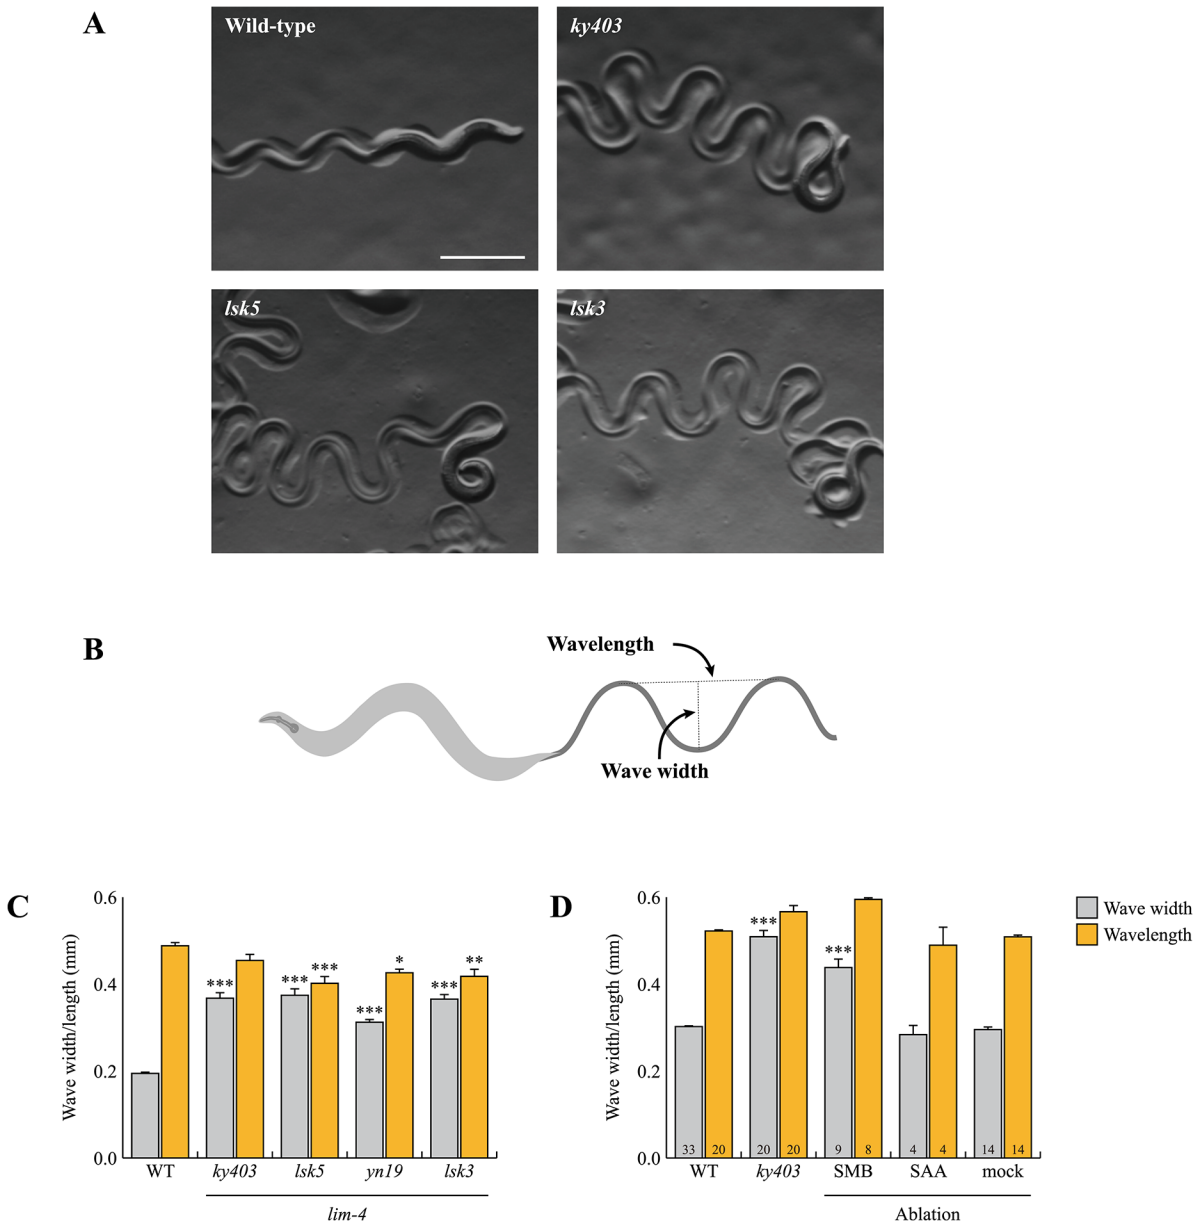 A
Wild-type
ky403
lsk5
lsk3
B
Wavelength
Wave width
C
Wave width/length (mm)
0.6
0.4
0.2
0.0
***
***
***
***
*
***
**
***
WT
ky403
lsk5
yn19
lsk3
lim-4
D
Wave width/length (mm)
0.6
0.4
0.2
0.0
***
***
33 20 20 20 9 8 4 4 14 14
WT
ky403
SMB
SAA
mock
Ablation
Wave width
Wavelength